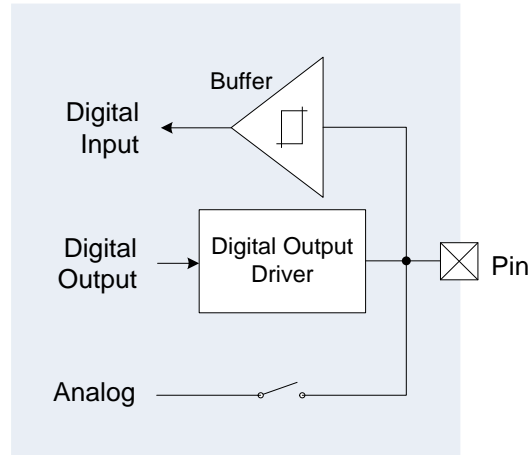 Buffer
Digital
Input
Digital
Output
Digital Output
Driver
Pin
Analog